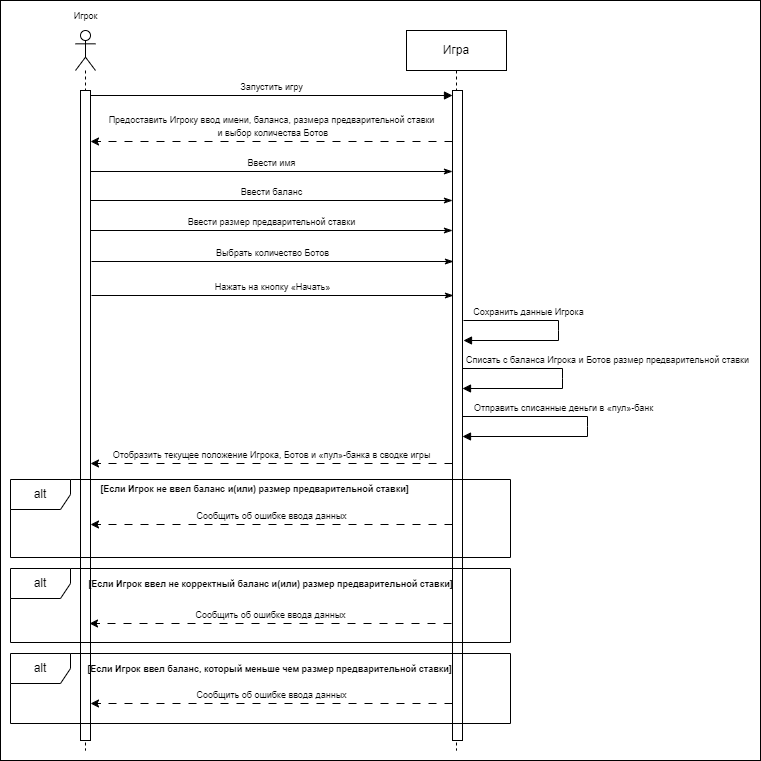 Игрок
Игра
Запустить игру
Предоставить Игроку ввод имени, баланса, размера предварительной ставки
и выбор количества Ботов
Ввести имя
Ввести баланс
Ввести размер предварительной ставки
Выбрать количество Ботов
Нажать на кнопку «Начать»
Сохранить данные Игрока
Списать с баланса Игрока и Ботов размер предварительной ставки
Отправить списанные деньги в «пул»-банк
Отобразить текущее положение Игрока, Ботов и «пул»-банка в сводке игры
alt
[Если Игрок не ввел баланс и(или) размер предварительной ставки]
Сообщить об ошибке ввода данных
alt
[Если Игрок ввел не корректный баланс и(или) размер предварительной ставки]
Сообщить об ошибке ввода данных
alt
[Если Игрок ввел баланс, который меньше чем размер предварительной ставки]
Сообщить об ошибке ввода данных